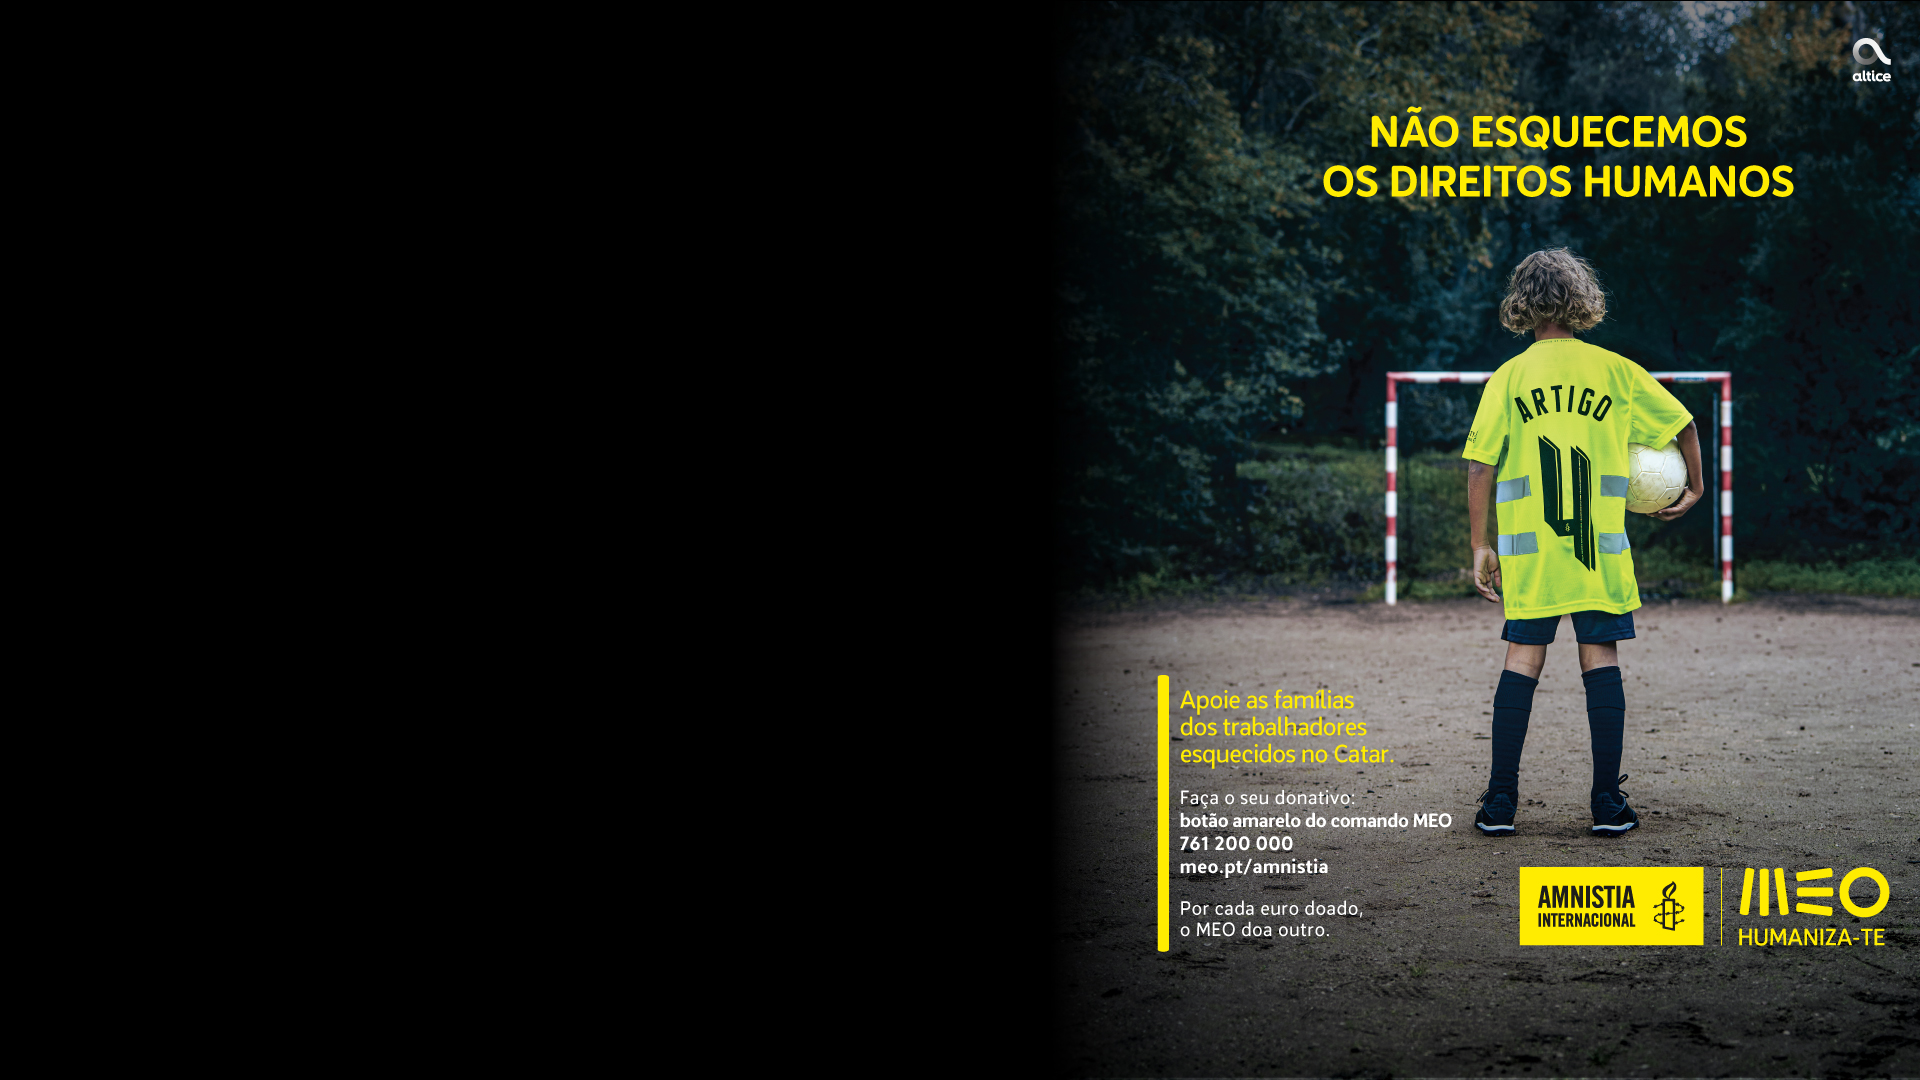 altice
NÃO ESQUECEMOS
OS DIREITOS HUMANOS
ARTIGO
4
Apoie as famílias
dos trabalhadores
esquecidos no Catar.
Faça o seu donativo:
botão amarelo do comando MEO
761 200 000
meo.pt/amnistia
Por cada euro doado,
o MEO doa outro.
AMNISTIA
INTERNACIONAL
MEO
HUMANIZA-TE